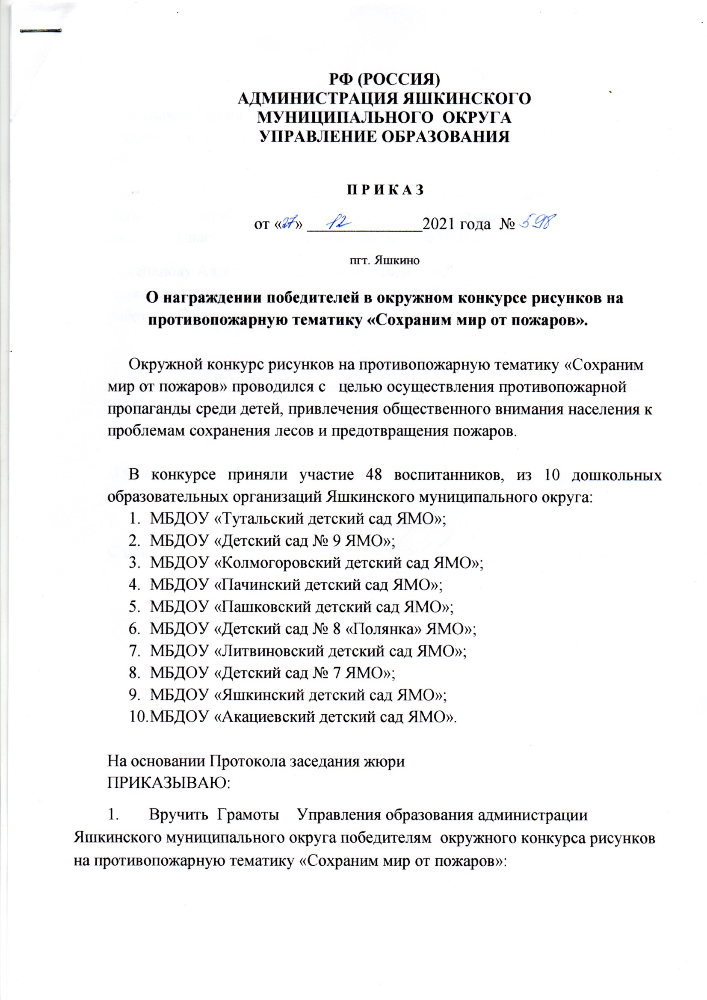 РФ (РОССИЯ)
АДМИНИСТРАЦИЯ ЯШКИНСКОГО
МУНИЦИПАЛЬНОГО ОКРУГА
УПРАВЛЕНИЕ ОБРАЗОВАНИЯ
П Р И К А З
от «27» 12 2021 года № 598
пгт. Яшкино
О награждении победителей в окружном конкурсе рисунков на
противопожарную тематику «Сохраним мир от пожаров».
Окружной конкурс рисунков на противопожарную тематику «Сохраним
мир от пожаров» проводился с целью осуществления противопожарной
пропаганды среди детей, привлечения общественного внимания населения к
проблемам сохранения лесов и предотвращения пожаров.
В конкурсе приняли участие 48 воспитанников, из 10 дошкольных
образовательных организаций Яшкинского муниципального округа:
1. МБДОУ «Тутальский детский сад ЯМО»;
2. МБДОУ «Детский сад № 9 ЯМО»;
3. МБДОУ «Колмогоровский детский сад ЯМО»;
4. МБДОУ «Пачинский детский сад ЯМО»;
5. МБДОУ «Пашковский детский сад ЯМО»;
6. МБДОУ «Детский сад № 8 «Полянка» ЯМО»;
7. МБДОУ «Литвиновский детский сад ЯМО»;
8. МБДОУ «Детский сад № 7 ЯМО»;
9. МБДОУ «Яшкинский детский сад ЯМО»;
10.МБДОУ «Акациевский детский сад ЯМО».
На основании Протокола заседания жюри
ПРИКАЗЫВАЮ:
1. Вручить Грамоты Управления образования администрации
Яшкинского муниципального округа победителям окружного конкурса рисунков
на противопожарную тематику «Сохраним мир от пожаров»: